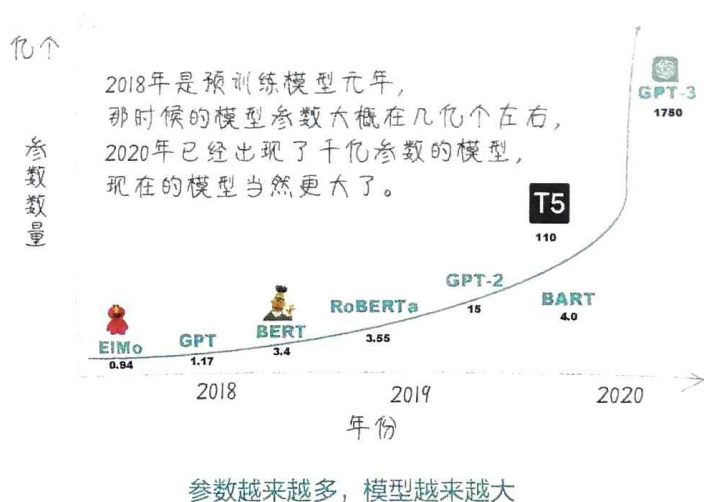 亿个
2018年是预训练模型元年，
那时候的模型参数大概在几亿个左右，
2020年已经出现了千亿参数的模型，
现在的模型当然更大了。
参数数量
GPT-3
1750
T5
110
GPT-2
15
BART
4.0
RoBERTa
3.55
BERT
3.4
GPT
1.17
ElMo
0.94
2018
2019
2020
年份
参数越来越多，模型越来越大